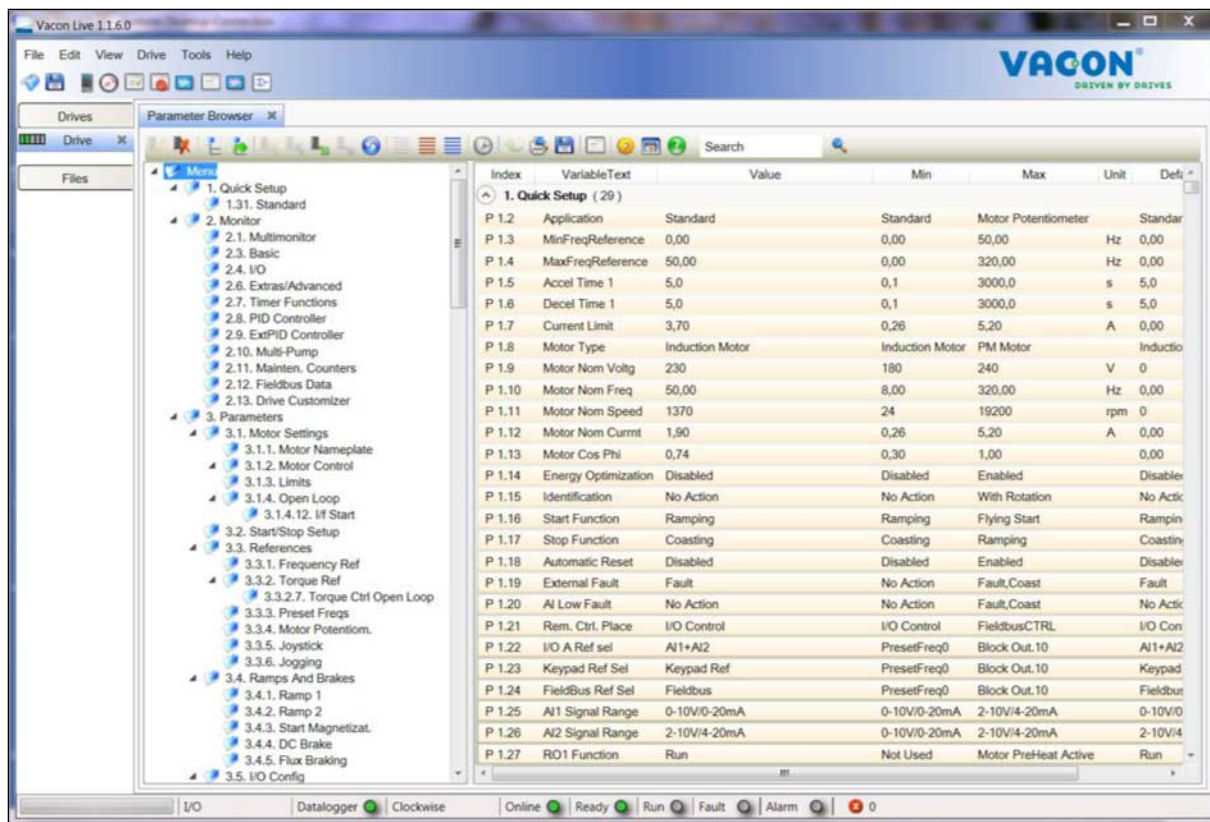 Vacon Live 1.1.6.0
File Edit View Drive Tools Help
VACON®
DRIVEN BY DRIVES
Drives
Drive
Files
Parameter Browser
Search
Menu
1. Quick Setup
1.31. Standard
2. Monitor
2.1. Multimonitor
2.3. Basic
2.4. I/O
2.6. Extras/Advanced
2.7. Timer Functions
2.8. PID Controller
2.9. ExtPID Controller
2.10. Multi-Pump
2.11. Mainten. Counters
2.12. Fieldbus Data
2.13. Drive Customizer
3. Parameters
3.1. Motor Settings
3.1.1. Motor Nameplate
3.1.2. Motor Control
3.1.3. Limits
3.1.4. Open Loop
3.1.4.12. I/f Start
3.2. Start/Stop Setup
3.3. References
3.3.1. Frequency Ref
3.3.2. Torque Ref
3.3.2.7. Torque Ctrl Open Loop
3.3.3. Preset Freqs
3.3.4. Motor Potentiom.
3.3.5. Joystick
3.3.6. Jogging
3.4. Ramps And Brakes
3.4.1. Ramp 1
3.4.2. Ramp 2
3.4.3. Start Magnetizat.
3.4.4. DC Brake
3.4.5. Flux Braking
3.5. I/O Config
Index VariableText Value Min Max Unit Defa
1. Quick Setup (29)
P 1.2 Application Standard Standard Motor Potentiometer Standar
P 1.3 MinFreqReference 0,00 0,00 50,00 Hz 0,00
P 1.4 MaxFreqReference 50,00 0,00 320,00 Hz 0,00
P 1.5 Accel Time 1 5,0 0,1 3000,0 s 5,0
P 1.6 Decel Time 1 5,0 0,1 3000,0 s 5,0
P 1.7 Current Limit 3,70 0,26 5,20 A 0,00
P 1.8 Motor Type Induction Motor Induction Motor PM Motor Inductio
P 1.9 Motor Nom Voltg 230 180 240 V 0
P 1.10 Motor Nom Freq 50,00 8,00 320,00 Hz 0,00
P 1.11 Motor Nom Speed 1370 24 19200 rpm 0
P 1.12 Motor Nom Currnt 1,90 0,26 5,20 A 0,00
P 1.13 Motor Cos Phi 0,74 0,30 1,00 0,00
P 1.14 Energy Optimization Disabled Disabled Enabled Disable
P 1.15 Identification No Action No Action With Rotation No Actic
P 1.16 Start Function Ramping Ramping Flying Start Rampin
P 1.17 Stop Function Coasting Coasting Ramping Coastin
P 1.18 Automatic Reset Disabled Disabled Enabled Disable
P 1.19 External Fault Fault No Action Fault,Coast Fault
P 1.20 AI Low Fault No Action No Action Fault,Coast No Actic
P 1.21 Rem. Ctrl. Place I/O Control I/O Control FieldbusCTRL I/O Con
P 1.22 I/O A Ref sel AI1+AI2 PresetFreq0 Block Out.10 AI1+AI2
P 1.23 Keypad Ref Sel Keypad Ref PresetFreq0 Block Out.10 Keypad
P 1.24 FieldBus Ref Sel Fieldbus PresetFreq0 Block Out.10 Fieldbus
P 1.25 AI1 Signal Range 0-10V/0-20mA 0-10V/0-20mA 2-10V/4-20mA 0-10V/0
P 1.26 AI2 Signal Range 2-10V/4-20mA 0-10V/0-20mA 2-10V/4-20mA 2-10V/4
P 1.27 RO1 Function Run Not Used Motor PreHeat Active Run
I/O Datalogger Clockwise Online Ready Run Fault Alarm 0